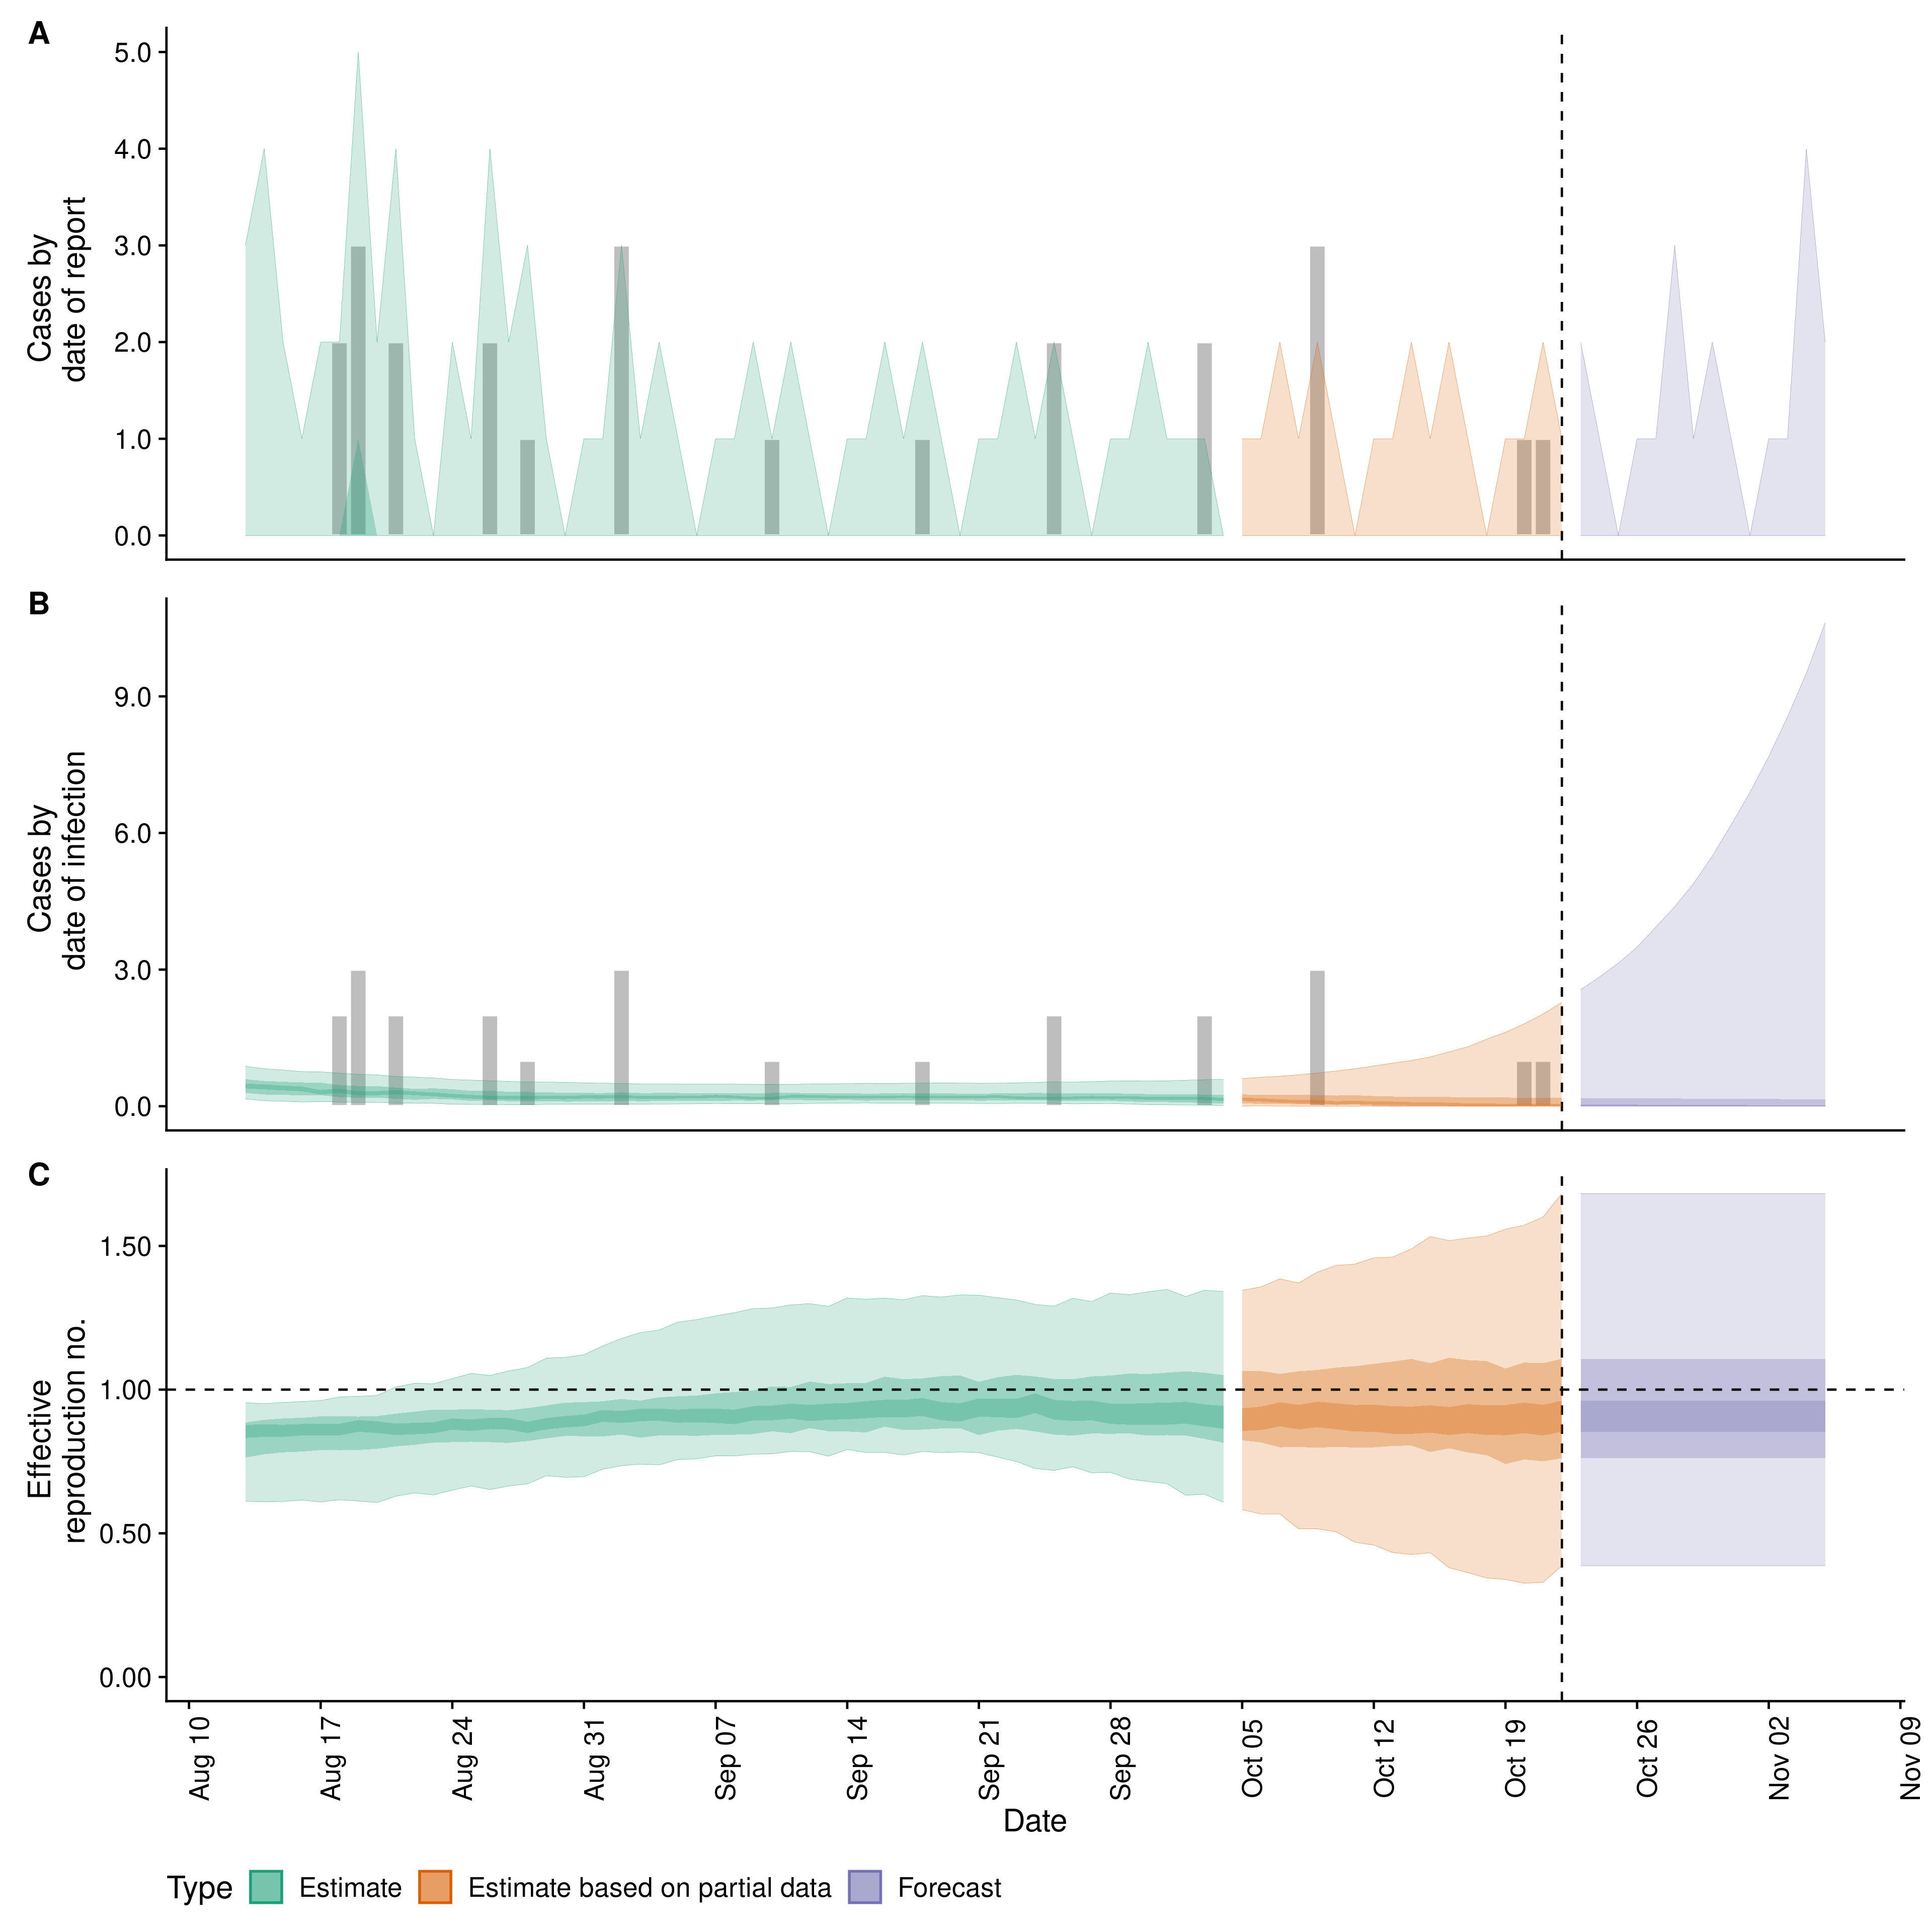 A
5.0
4.0
3.0
2.0
1.0
0.0
Cases by
date of report
B
9.0
6.0
3.0
0.0
Cases by
date of infection
C
1.50
1.00
0.50
0.00
Effective
reproduction no.
Aug 10
Aug 17
Aug 24
Aug 31
Sep 07
Sep 14
Sep 21
Sep 28
Oct 05
Oct 12
Oct 19
Oct 26
Nov 02
Nov 09
Date
Type Estimate Estimate based on partial data Forecast